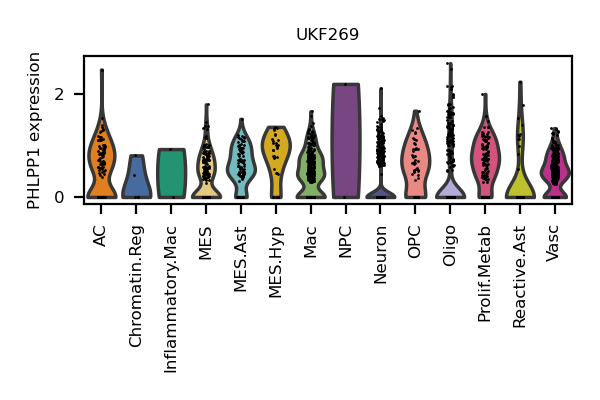 UKF269
PHLPP1 expression
2
0
AC
Chromatin.Reg
Inflammatory.Mac
MES
MES.Ast
MES.Hyp
Mac
NPC
Neuron
OPC
Oligo
Prolif.Metab
Reactive.Ast
Vasc